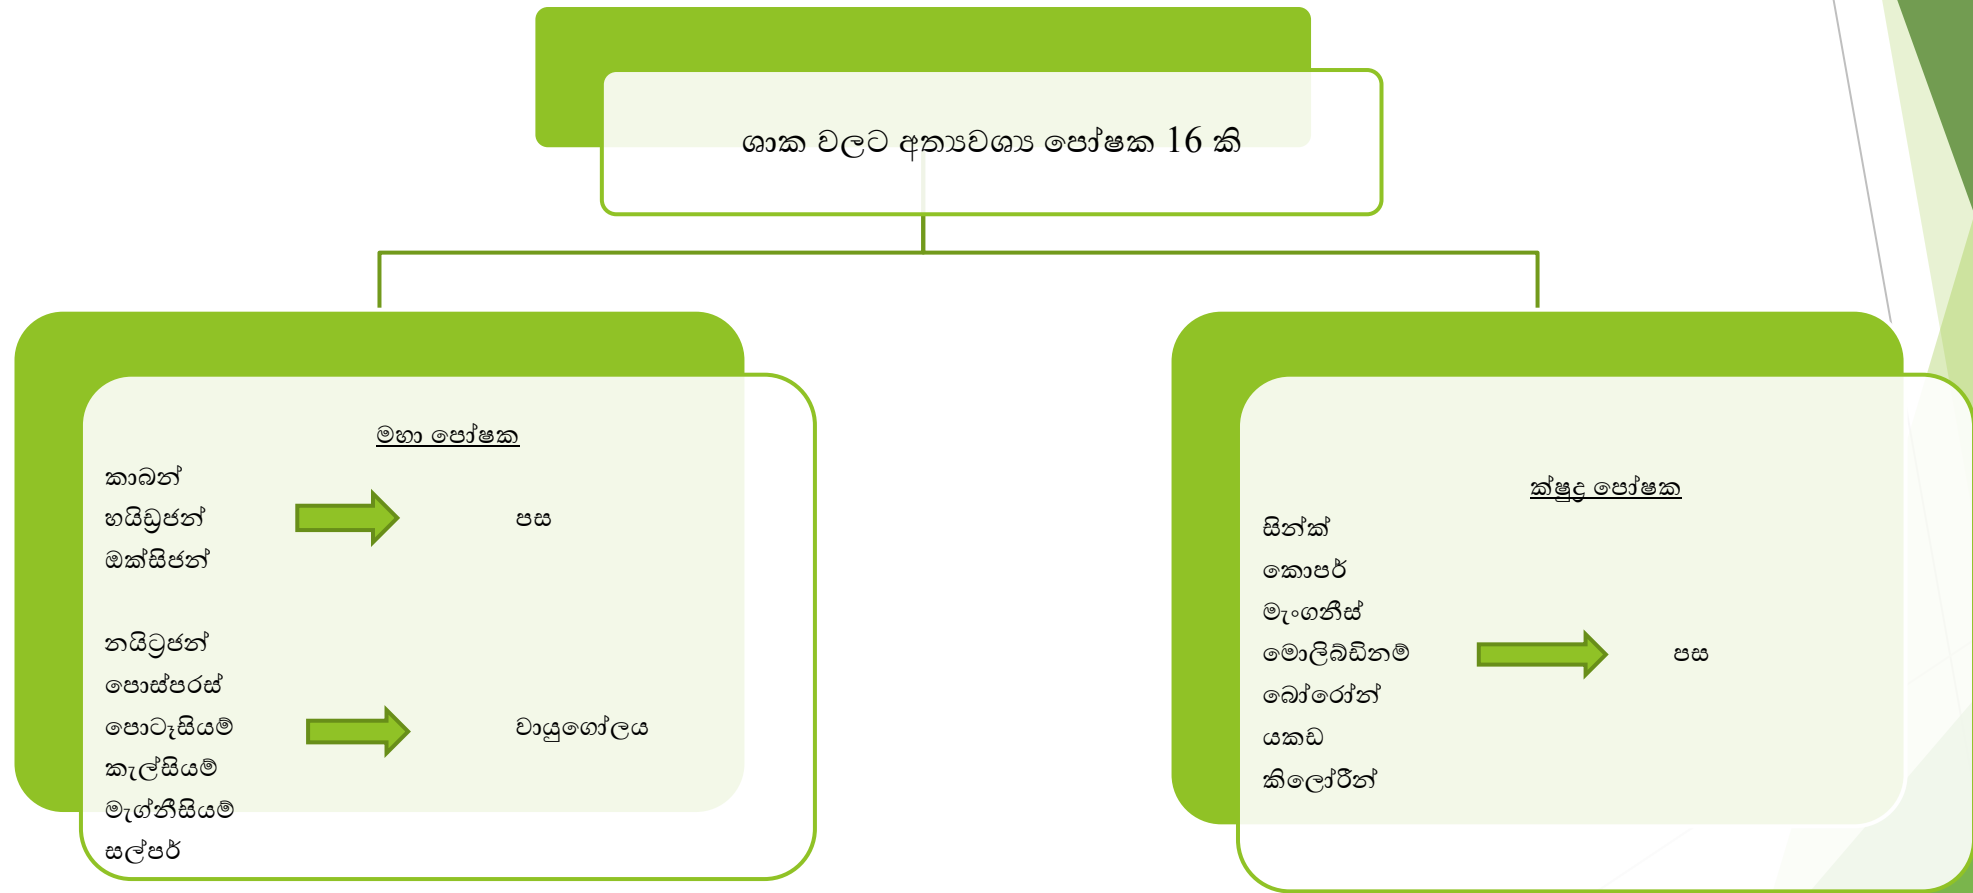 ශාක වලට අත්‍යවශ්‍ය පෝෂක 16 කි
මහා පෝෂක
කාබන්
හයිඩ්‍රජන් පස
ඔක්සිජන්
නයිට්‍රජන්
පොස්පරස්
පොටෑසියම් වායුගෝලය
කැල්සියම්
මැග්නීසියම්
සල්පර්
ක්ෂුද්‍ර පෝෂක
සින්ක්
කොපර්
මැංගනීස්
මොලිබ්ඩිනම් පස
බෝරෝන්
යකඩ
කිලෝරීන්